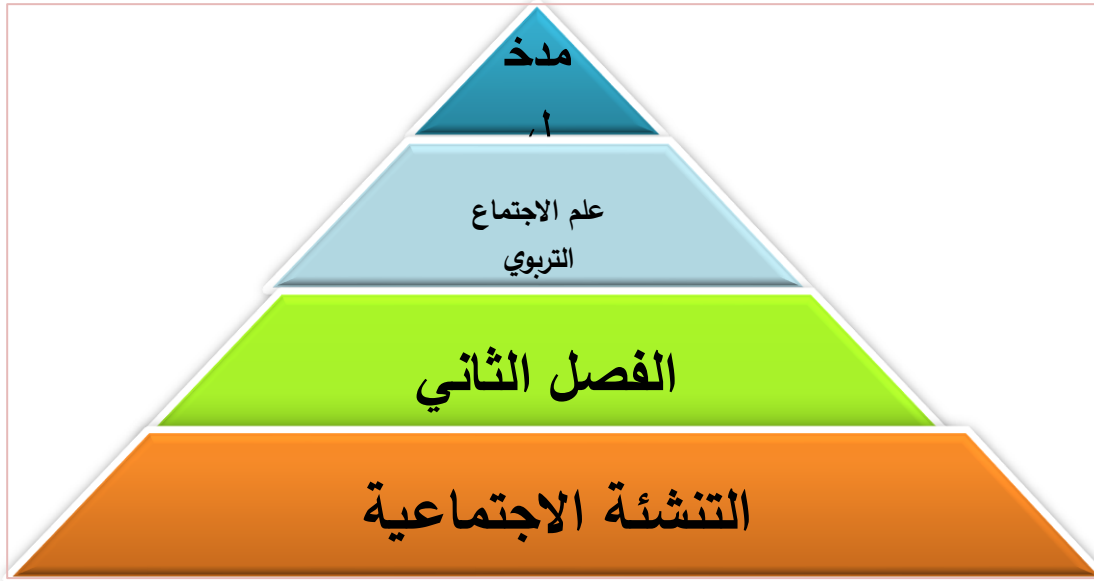 مدخ
ل
علم الاجتماع
التربوي
الفصل الثاني
التنشئة الاجتماعية